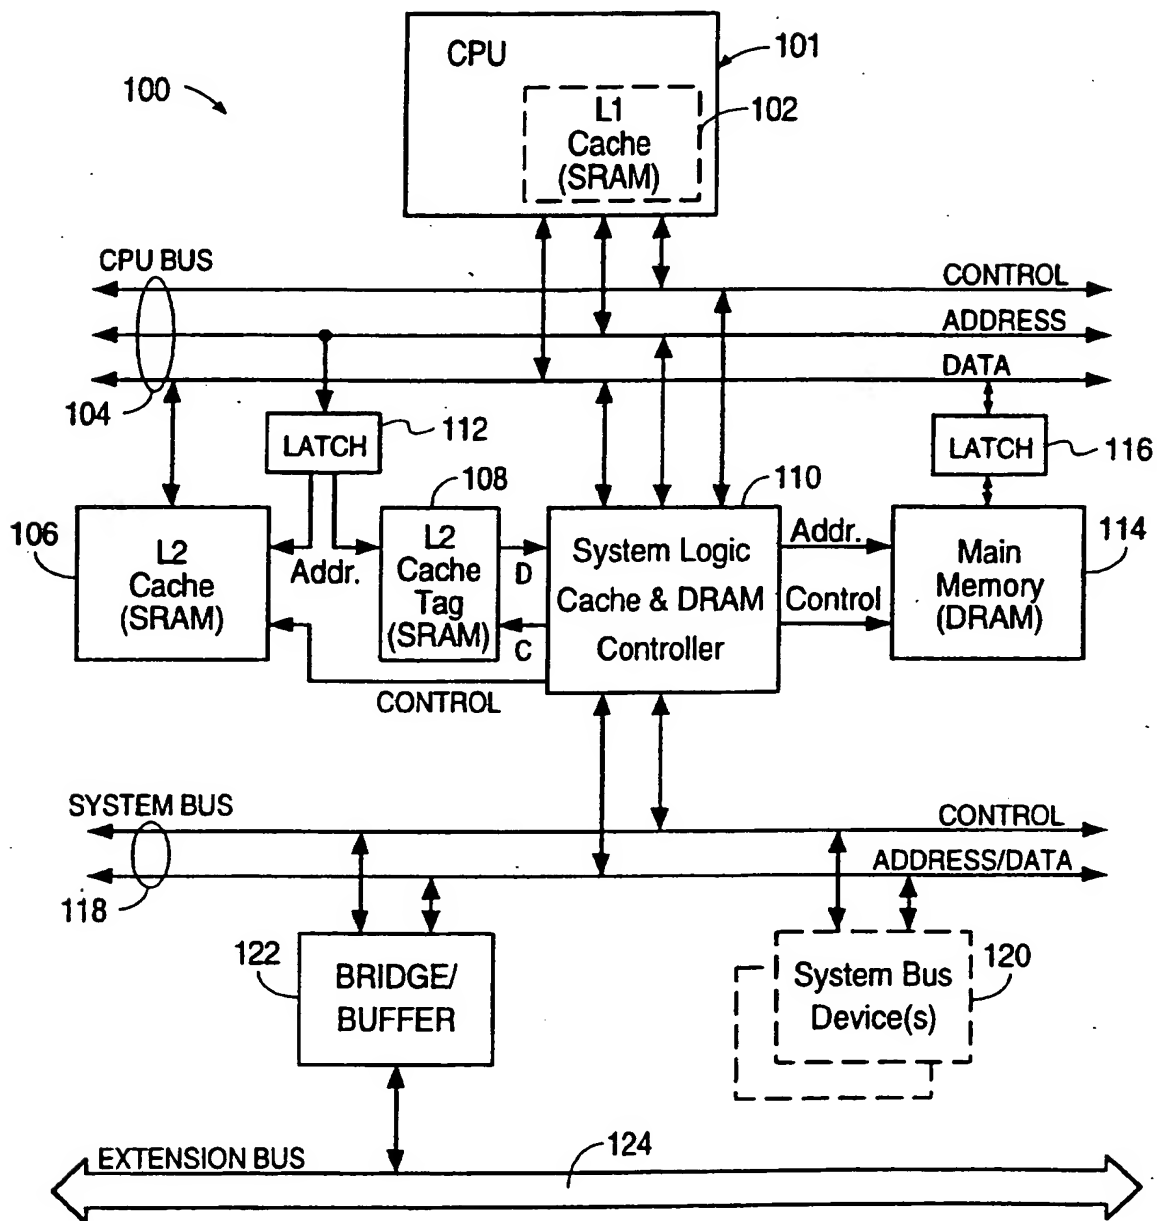 CPU
101
100
L1
Cache
(SRAM)
102
CPU BUS
CONTROL
ADDRESS
DATA
104
LATCH
112
LATCH
116
108
110
106
L2
Cache
(SRAM)
Addr.
L2
Cache
Tag
(SRAM)
D
C
System Logic
Cache & DRAM
Controller
Addr.
Control
Main
Memory
(DRAM)
114
CONTROL
SYSTEM BUS
CONTROL
ADDRESS/DATA
118
122
BRIDGE/
BUFFER
System Bus
Device(s)
120
EXTENSION BUS
124